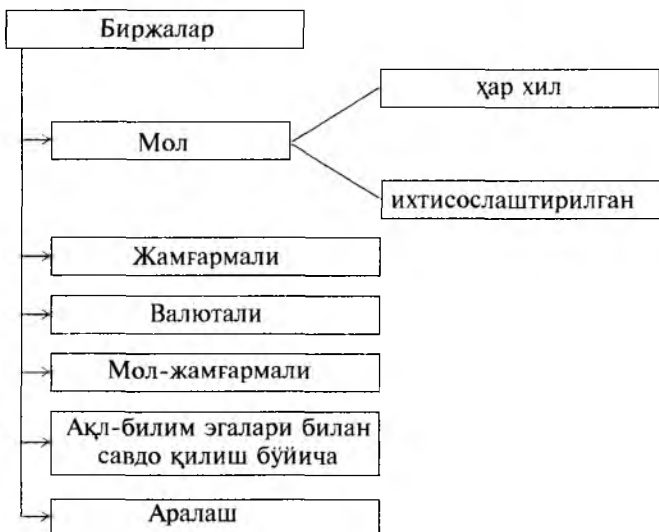 Биржалар
ҳар хил
Мол
ихтисослаштирилган
Жамғармали
Валютали
Мол-жамғармали
Ақл-билим эгалари билан
савдо қилиш бўйича
Аралаш